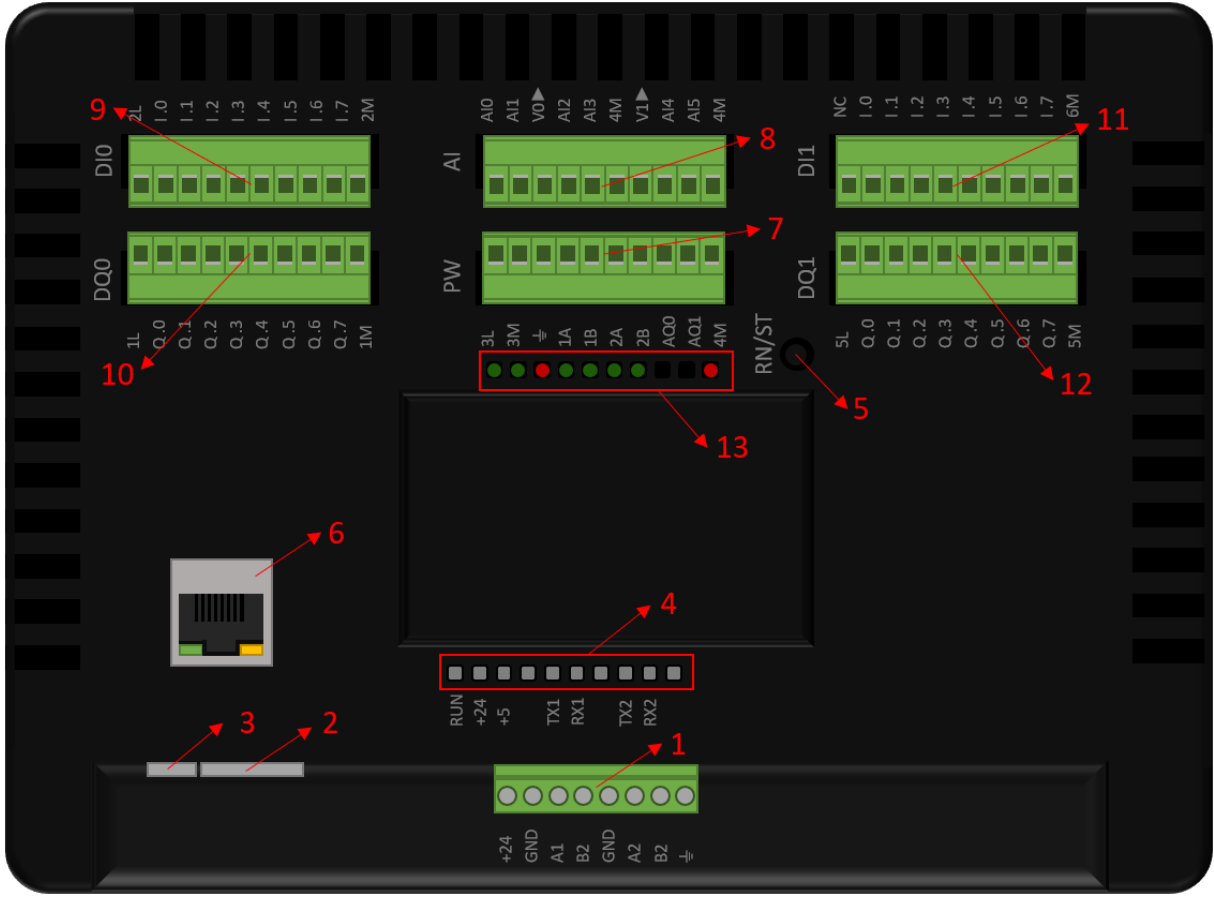 2L I.0 I.1 I.2 I.3 I.4 I.5 I.6 I.7 2M
AI0 AI1 V0▲ AI2 AI3 4M V1▲ AI4 AI5 4M
NC I.0 I.1 I.2 I.3 I.4 I.5 I.6 I.7 6M
9
8
11
DI0
AI
DI1
7
DQ0
PW
DQ1
1L Q.0 Q.1 Q.2 Q.3 Q.4 Q.5 Q.6 Q.7 1M
3L 3M ⏚ 1A 1B 2A 2B AQ0 AQ1 4M
RN/ST
5L Q.0 Q.1 Q.2 Q.3 Q.4 Q.5 Q.6 Q.7 5M
10
12
5
13
6
4
RUN +24 +5 TX1 RX1 TX2 RX2
3
2
1
+24 GND A1 B2 GND A2 B2 ⏚